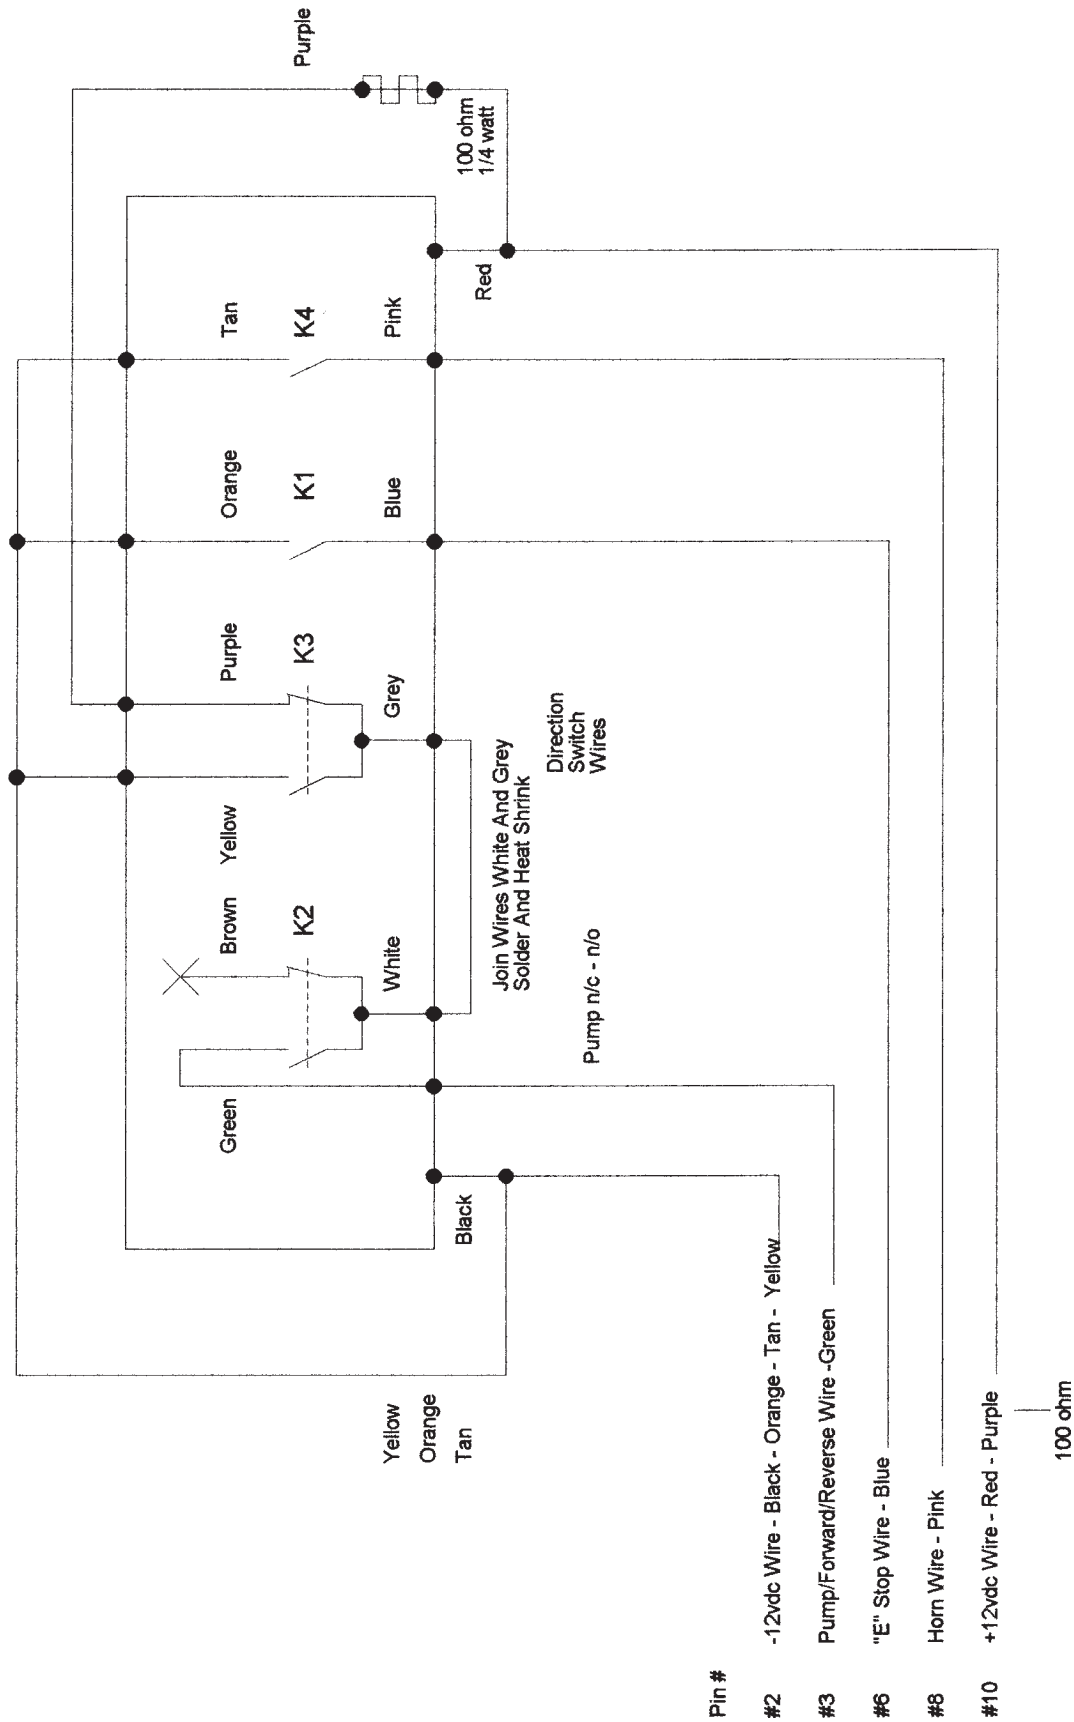 Purple
100 ohm
1/4 watt
Tan
K4
Pink
Red
Orange
K1
Blue
Purple
K3
Grey
Yellow
Brown
K2
White
Green
Black
Join Wires White And Grey
Solder And Heat Shrink
Direction
Switch
Wires
Pump n/c - n/o
Yellow
Orange
Tan
Pin #
#2 -12vdc Wire - Black - Orange - Tan - Yellow
#3 Pump/Forward/Reverse Wire -Green
#6 "E" Stop Wire - Blue
#8 Horn Wire - Pink
#10 +12vdc Wire - Red - Purple
100 ohm